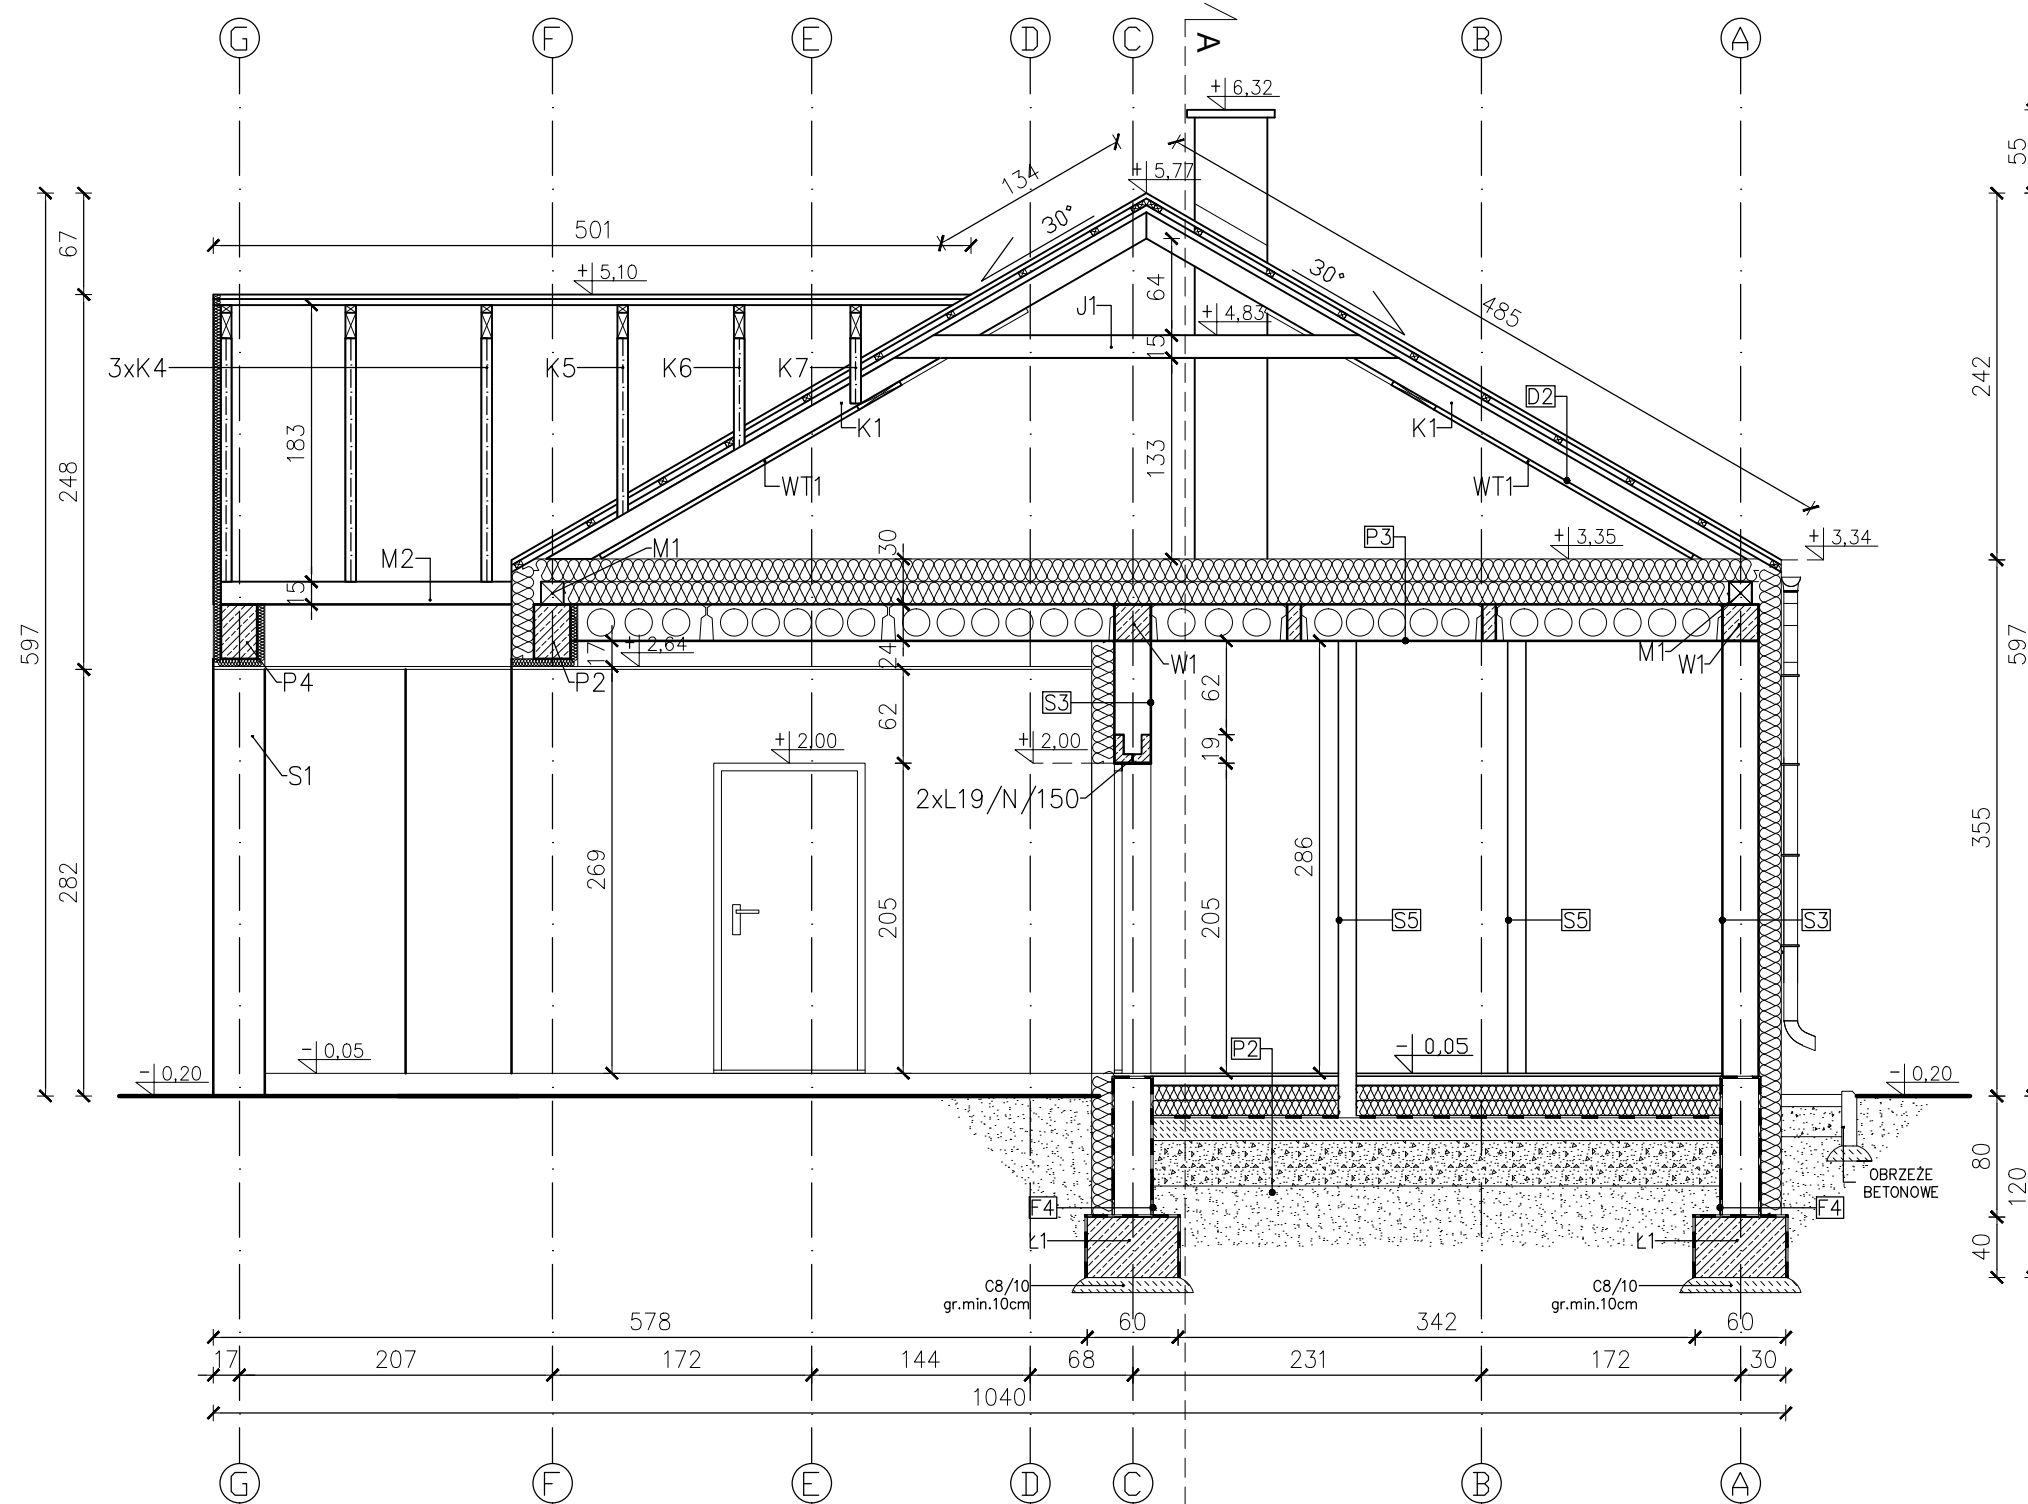 G F E D C B A
A
+6,32
55
134
+5,77
501
30°
67
+5,10
30°
64
J1
+4,83
485
15
3xK4
K5
K6
K7
242
D2
K1
K1
183
133
248
WT1
WT1
30
P3
+3,35
+3,34
M1
M2
15
597
17
+2,64
24
M1
W1
W1
597
P4
P2
62
S3
62
+2,00
+2,00
19
S1
2xL19/N/150
355
282
269
286
205
205
S5
S5
S3
-0,05
P2
-0,05
-0,20
-0,20
80
OBRZEŻE
BETONOWE
120
F4
F4
Ł1
Ł1
40
C8/10
gr.min.10cm
C8/10
gr.min.10cm
578 60 342 60
17 207 172 144 68 231 172 30
1040
G F E D C B A